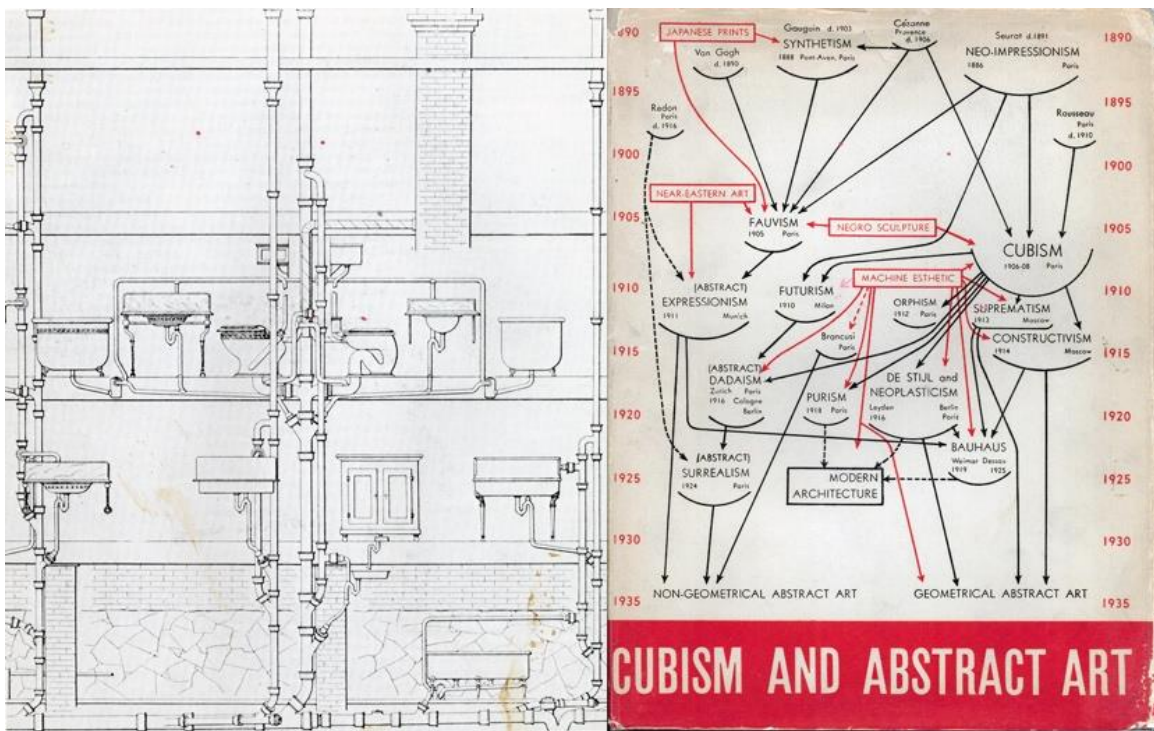 1890
JAPANESE PRINTS
Gauguin d. 1903
SYNTHETISM
1888 Pont-Aven, Paris
Cézanne
Provence
d. 1906
Seurat d.1891
NEO-IMPRESSIONISM
1886 Paris
1890
Van Gogh
d. 1890
1895
Redon
Paris
d. 1916
1895
Rousseau
Paris
d. 1910
1900
1900
NEAR-EASTERN ART
1905
FAUVISM
1905 Paris
NEGRO SCULPTURE
1905
CUBISM
1906-08 Paris
MACHINE ESTHETIC
1910
(ABSTRACT)
EXPRESSIONISM
1911 Munich
FUTURISM
1910 Milan
ORPHISM
1912 Paris
SUPREMATISM
1913 Moscow
1910
Brancusi
Paris
CONSTRUCTIVISM
1914 Moscow
1915
(ABSTRACT)
DADAISM
Zurich Paris
1916 Cologne
Berlin
PURISM
1918 Paris
DE STIJL and
NEOPLASTICISM
Leyden Berlin
1916 Paris
1915
1920
1920
BAUHAUS
Weimar Dessau
1919 1925
(ABSTRACT)
SURREALISM
1924 Paris
MODERN
ARCHITECTURE
1925
1925
1930
1930
NON-GEOMETRICAL ABSTRACT ART
GEOMETRICAL ABSTRACT ART
1935
1935
CUBISM AND ABSTRACT ART